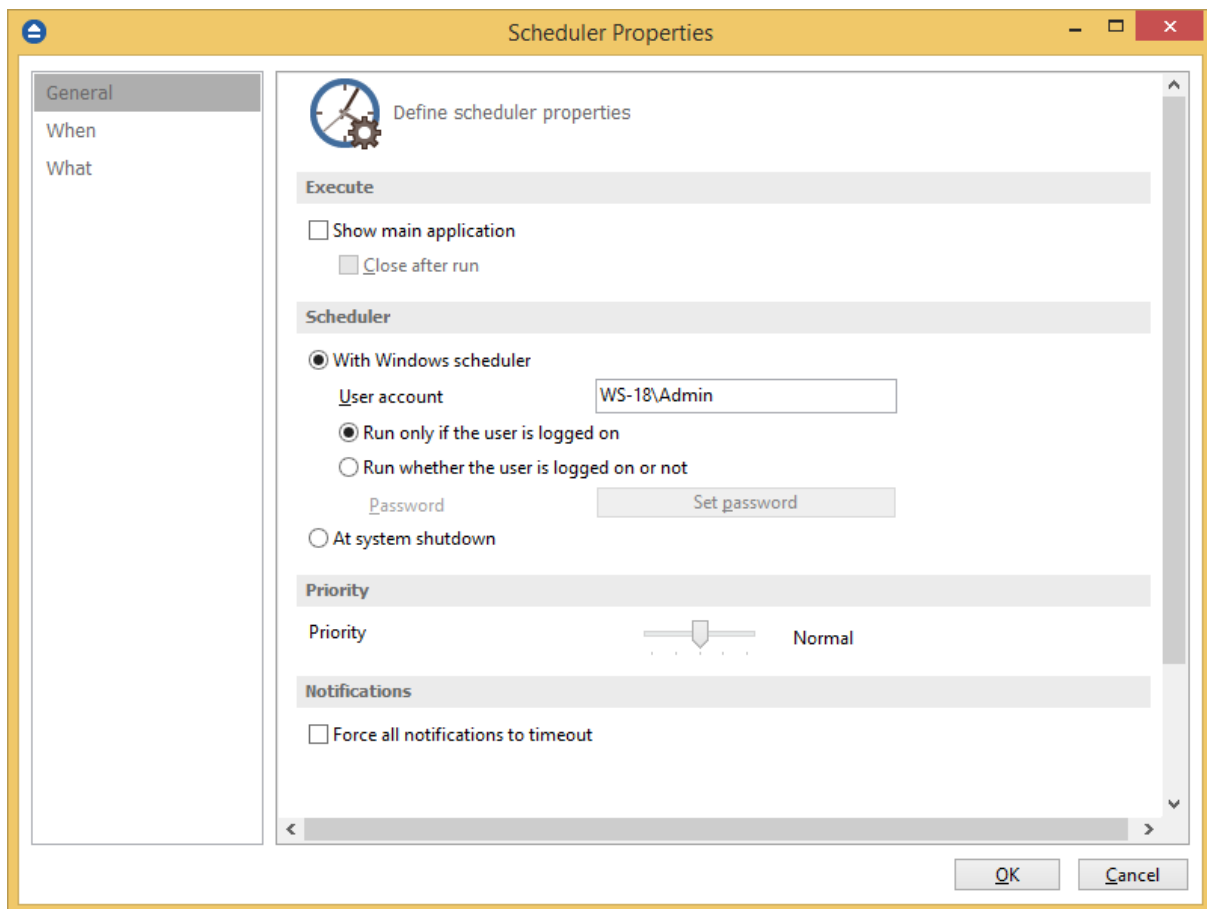 Scheduler Properties
General
When
What
Define scheduler properties
Execute
Show main application
Close after run
Scheduler
With Windows scheduler
User account WS-18\Admin
Run only if the user is logged on
Run whether the user is logged on or not
Password Set password
At system shutdown
Priority
Priority Normal
Notifications
Force all notifications to timeout
OK Cancel